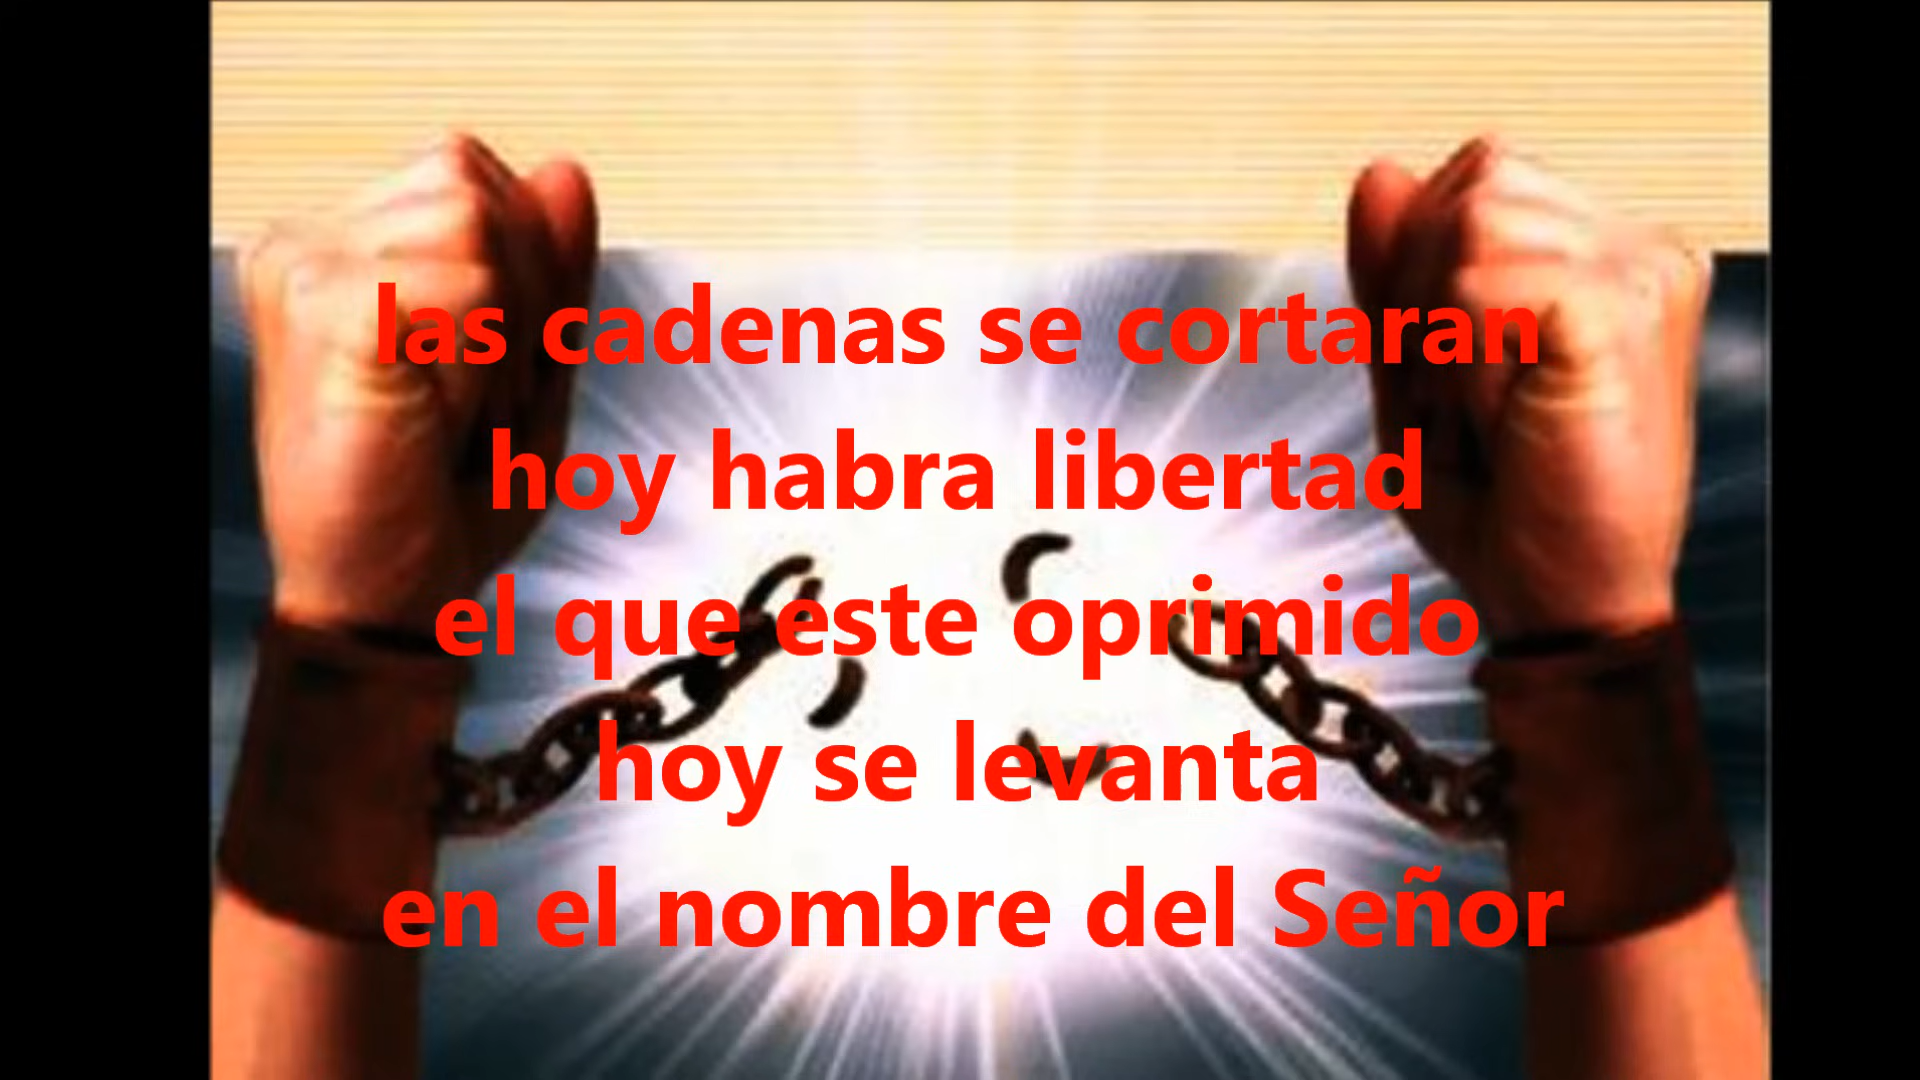 las cadenas se cortaran
hoy habra libertad
el que este oprimido
hoy se levanta
en el nombre del Señor